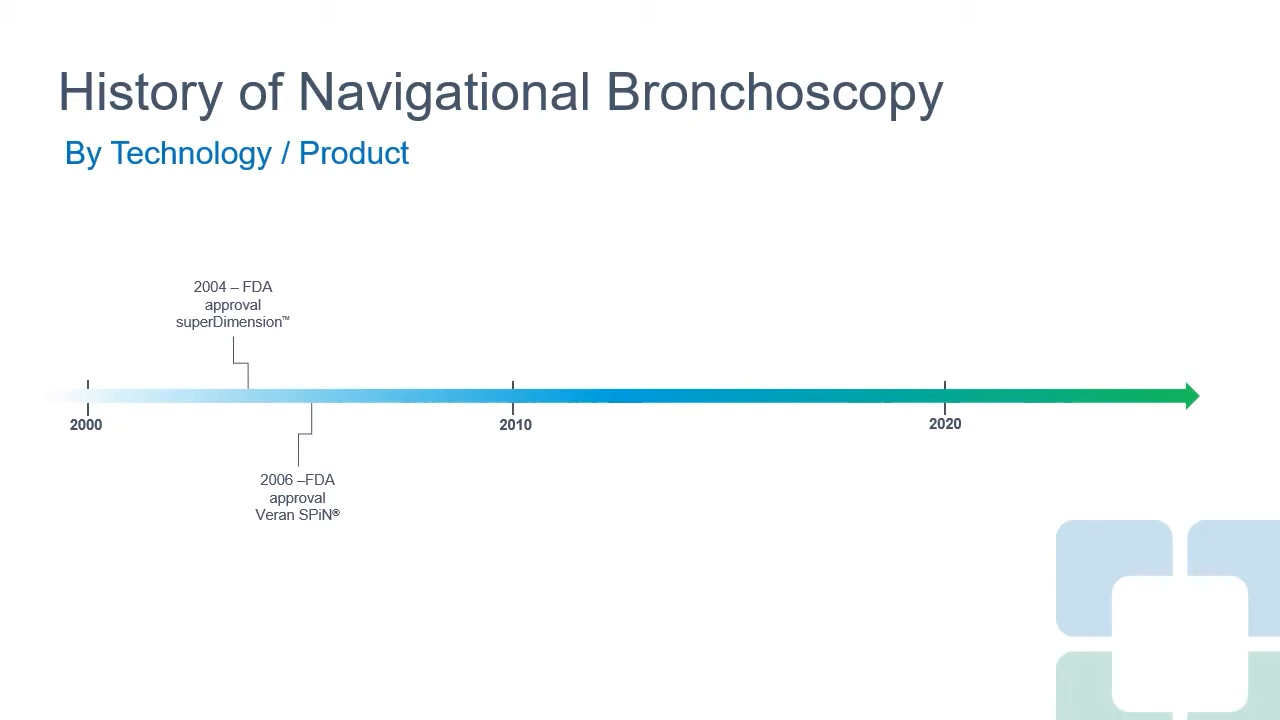 History of Navigational Bronchoscopy
By Technology / Product
2004 – FDA
approval
superDimension™
2000
2010
2020
2006 –FDA
approval
Veran SPiN®